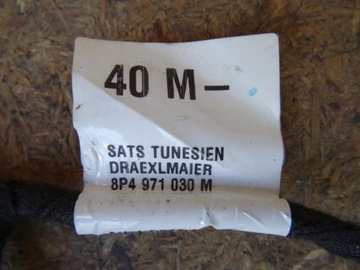 40 M –
SATS TUNESIEN
DRAEXLMAIER
8P4 971 030 M